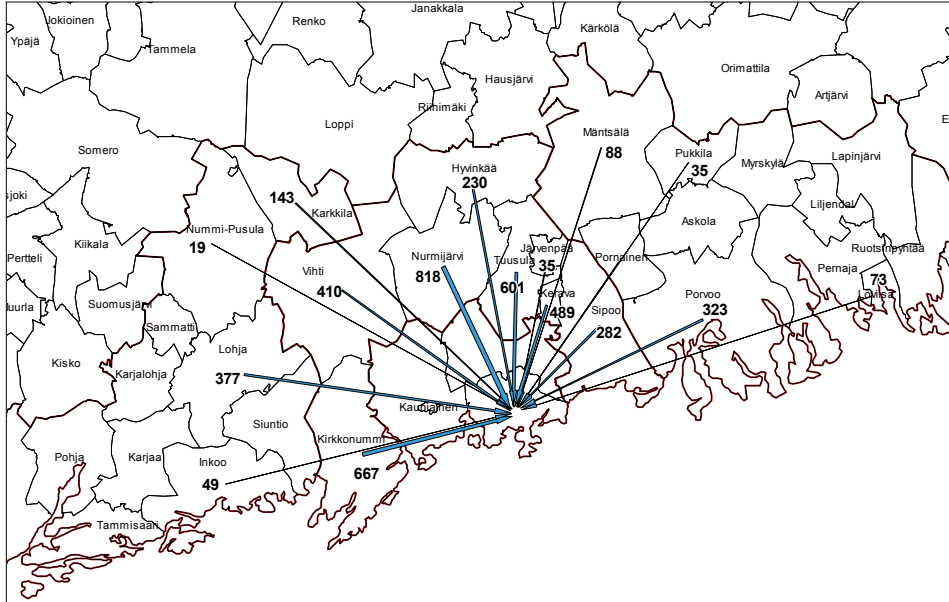 Jokioinen
Renko
Janakkala
Kärkölä
Ypäjä
Tammela
Hausjärvi
Orimattila
Riihimäki
Artjärvi
Loppi
E
Somero
Mäntsälä
88
Pukkila
35
Myrskylä
Lapinjärvi
Hyvinkää
230
sjoki
143
Karkkila
Liljendal
Nummi-Pusula
19
Askola
Kiikala
Pertteli
Nurmijärvi
818
Tuusula
601
Järvenpää
35
Pornainen
Ruotsinpyhtää
Pernaja
Vihti
410
73
Loviisa
Kerava
489
Porvoo
323
uurla
Suomusjärvi
Sipoo
282
Sammatti
Lohja
377
Kisko
Karjalohja
Kauniainen
Siuntio
Kirkkonummi
667
Pohja
Karjaa
Inkoo
49
Tammisaari